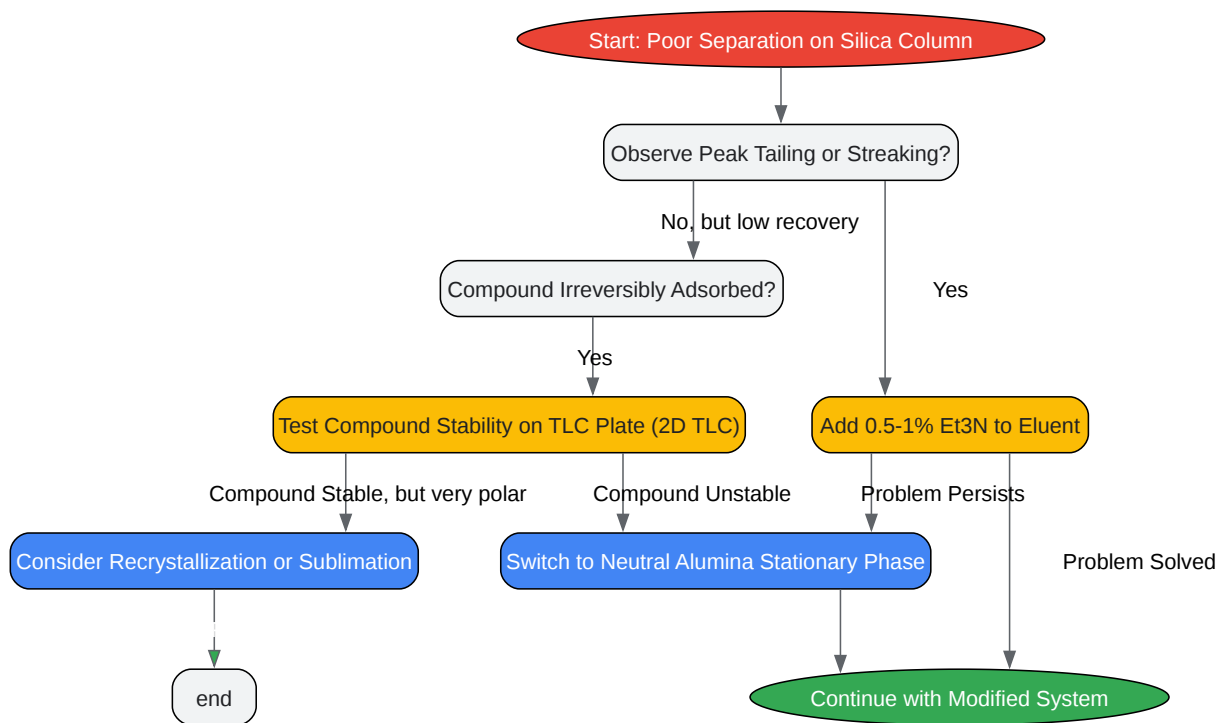 Start: Poor Separation on Silica Column
Observe Peak Tailing or Streaking?
No, but low recovery
Compound Irreversibly Adsorbed?
Yes
Yes
Test Compound Stability on TLC Plate (2D TLC)
Add 0.5-1% Et3N to Eluent
Compound Stable, but very polar
Compound Unstable
Problem Persists
Consider Recrystallization or Sublimation
Switch to Neutral Alumina Stationary Phase
Problem Solved
end
Continue with Modified System